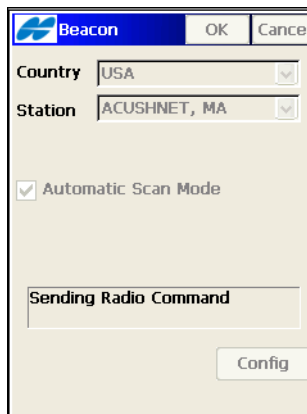 Beacon OK Cance
Country USA
Station ACUSHNET, MA
Automatic Scan Mode
Sending Radio Command
Config